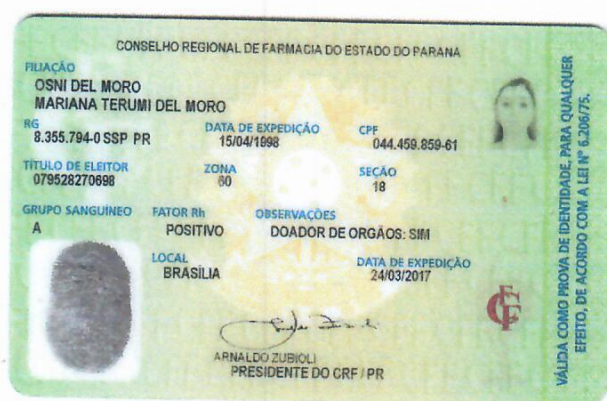 CONSELHO REGIONAL DE FARMACIA DO ESTADO DO PARANA
FILIAÇÃO
OSNI DEL MORO
MARIANA TERUMI DEL MORO
RG DATA DE EXPEDIÇÃO CPF
8.355.794-0 SSP PR 15/04/1998 044.459.859-61
TÍTULO DE ELEITOR ZONA SEÇÃO
079528270698 60 18
GRUPO SANGUINEO FATOR Rh OBSERVAÇÕES
A POSITIVO DOADOR DE ORGÃOS: SIM
LOCAL DATA DE EXPEDIÇÃO
BRASÍLIA 24/03/2017
ARNALDO ZUBIOLI
PRESIDENTE DO CRF / PR
VÁLIDA COMO PROVA DE IDENTIDADE, PARA QUALQUER
EFEITO, DE ACORDO COM A LEI Nº 6.206/75.